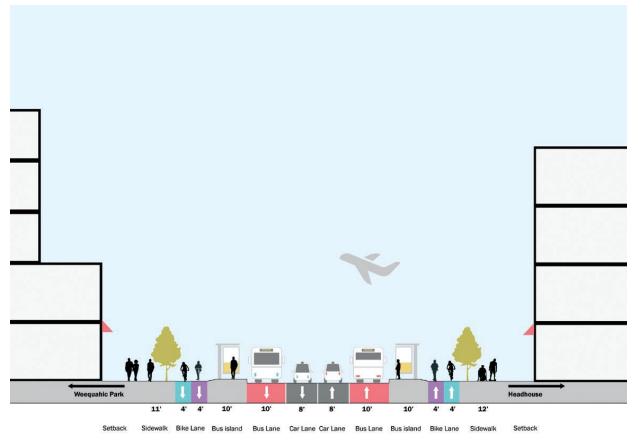 Weequahic Park Headhouse
11' 4' 4' 10' 10' 8' 8' 10' 10' 4' 4' 12'
Setback Sidewalk Bike Lane Bus island Bus Lane Car Lane Car Lane Bus Lane Bus island Bike Lane Sidewalk Setback